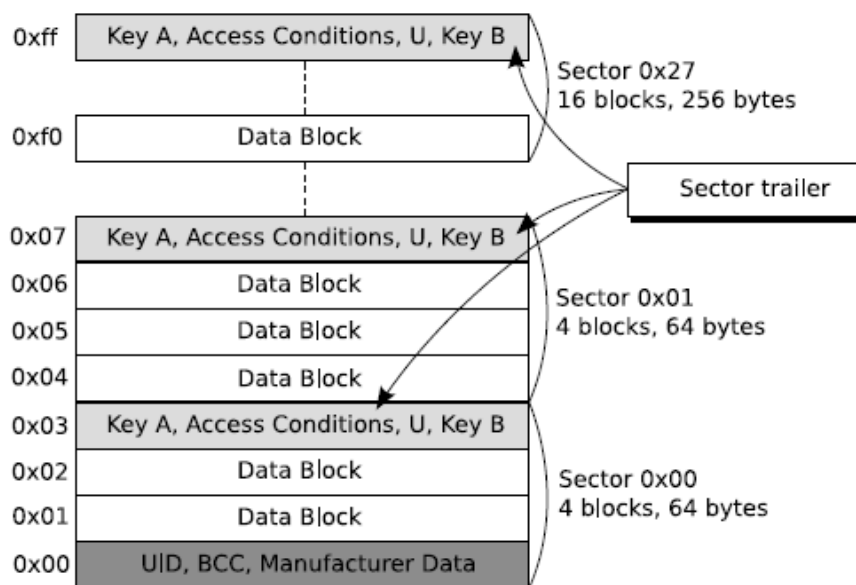 0xff Key A, Access Conditions, U, Key B
Sector 0x27
16 blocks, 256 bytes
0xf0 Data Block
Sector trailer
0x07 Key A, Access Conditions, U, Key B
0x06 Data Block
Sector 0x01
4 blocks, 64 bytes
0x05 Data Block
0x04 Data Block
0x03 Key A, Access Conditions, U, Key B
0x02 Data Block
Sector 0x00
4 blocks, 64 bytes
0x01 Data Block
0x00 UID, BCC, Manufacturer Data